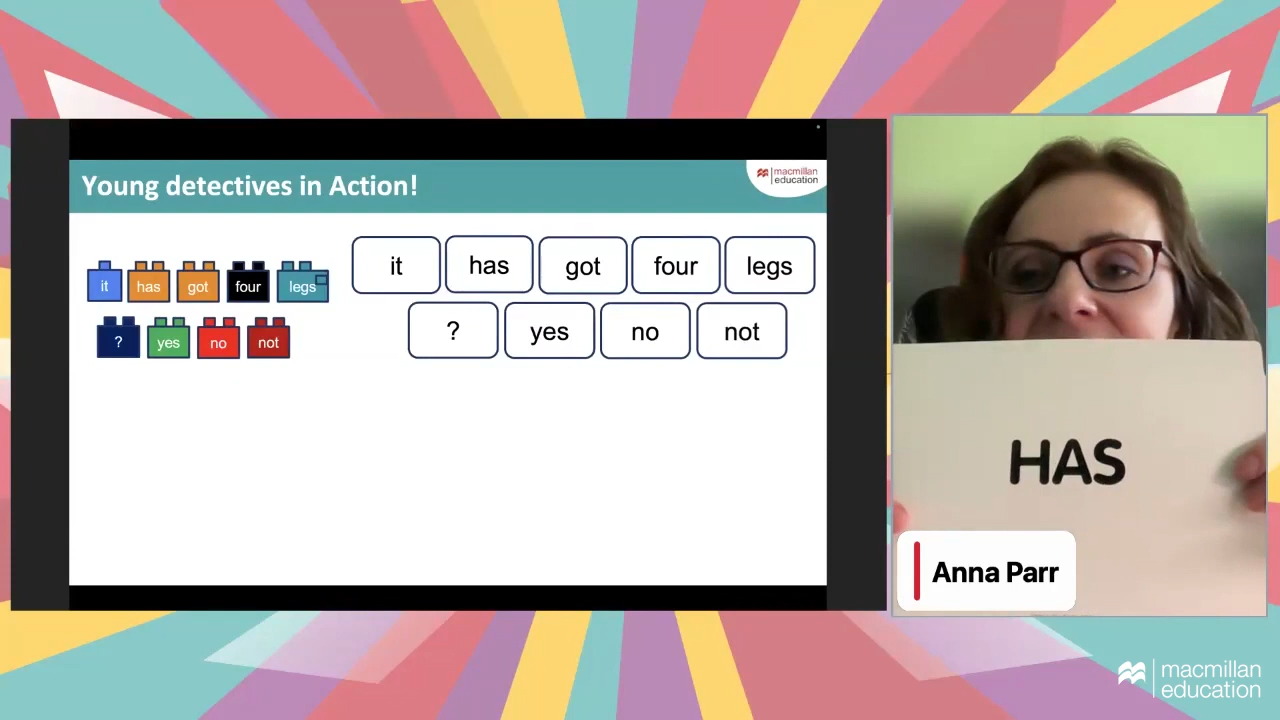 Young detectives in Action!
macmillan
education
it has got four legs
? yes no not
it has got four legs
? yes no not
HAS
Anna Parr
macmillan
education